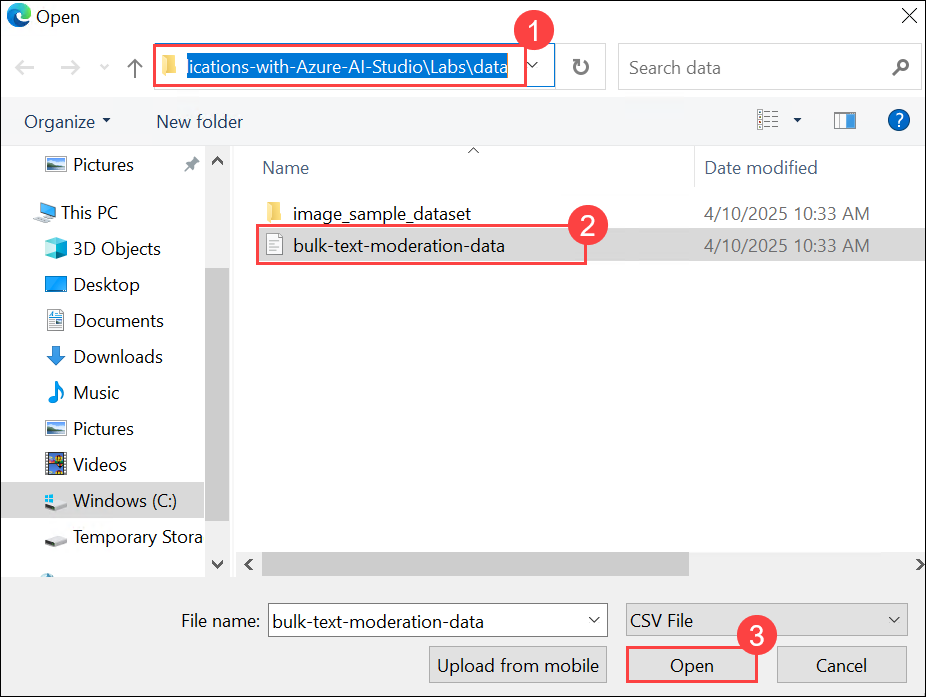 Open
1
ications-with-Azure-AI-Studio\Labs\data
Search data
Organize
New folder
?
Pictures
This PC
3D Objects
Desktop
Documents
Downloads
Music
Pictures
Videos
Windows (C:)
Temporary Stora
Name
Date modified
image_sample_dataset
4/10/2025 10:33 AM
2
bulk-text-moderation-data
4/10/2025 10:33 AM
File name:
bulk-text-moderation-data
CSV File
3
Upload from mobile
Open
Cancel